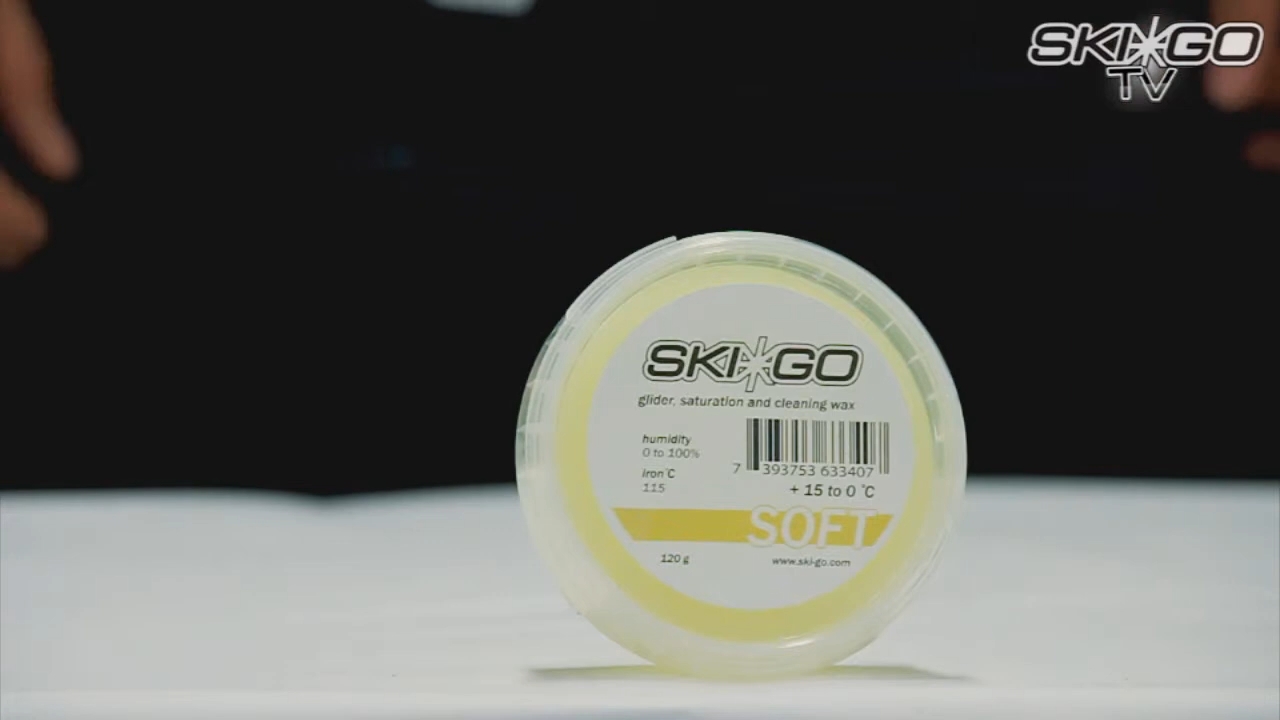 SKI GO
TV
SKI GO
glider, saturation and cleaning wax
humidity
0 to 100%
iron°C
115
7 393753 633407
+ 15 to 0 °C
SOFT
120 g
www.ski-go.com